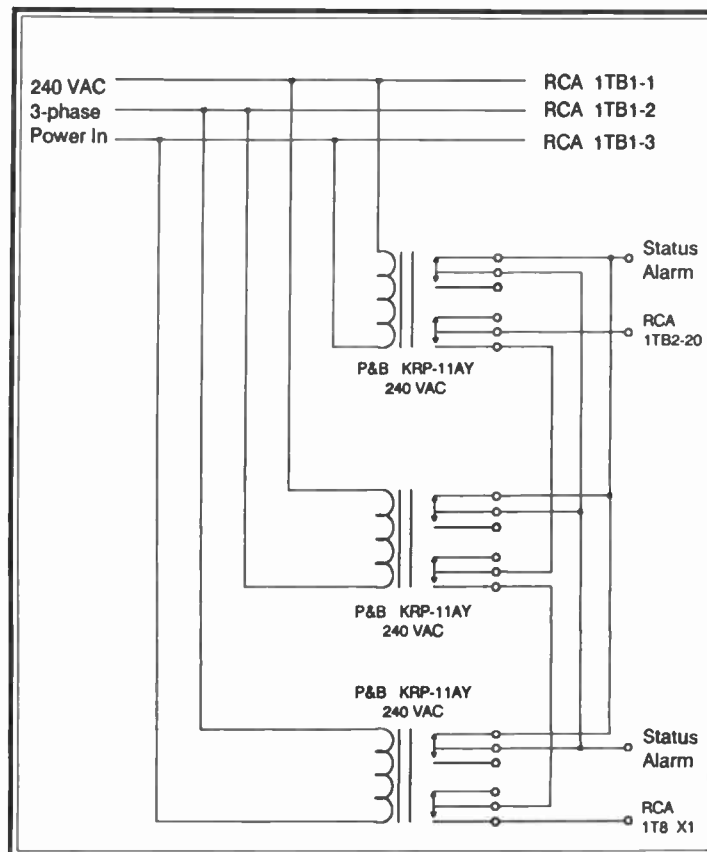 240 VAC
3-phase
Power In
RCA 1TB1-1
RCA 1TB1-2
RCA 1TB1-3
Status
Alarm
RCA
1TB2-20
P&B KRP-11AY
240 VAC
P&B KRP-11AY
240 VAC
P&B KRP-11AY
240 VAC
Status
Alarm
RCA
1T8 X1